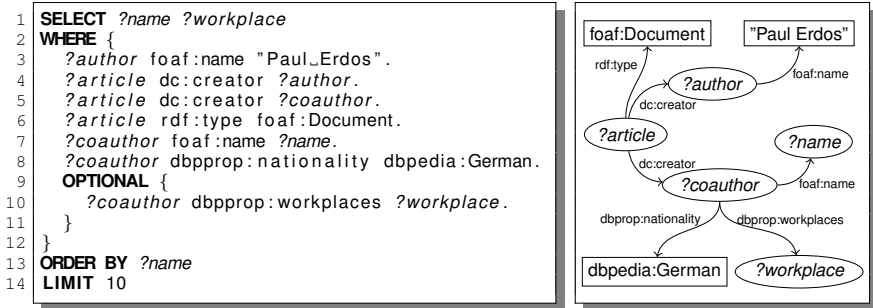 1 SELECT ?name ?workplace
2 WHERE {
3 ?author foaf:name "Paul␣Erdos".
4 ?article dc:creator ?author.
5 ?article dc:creator ?coauthor.
6 ?article rdf:type foaf:Document.
7 ?coauthor foaf:name ?name.
8 ?coauthor dbpprop:nationality dbpedia:German.
9 OPTIONAL {
10 ?coauthor dbpprop:workplaces ?workplace.
11 }
12 }
13 ORDER BY ?name
14 LIMIT 10
foaf:Document
"Paul Erdos"
rdf:type
?author
foaf:name
dc:creator
?article
?name
dc:creator
?coauthor
foaf:name
dbprop:nationality
dbprop:workplaces
dbpedia:German
?workplace